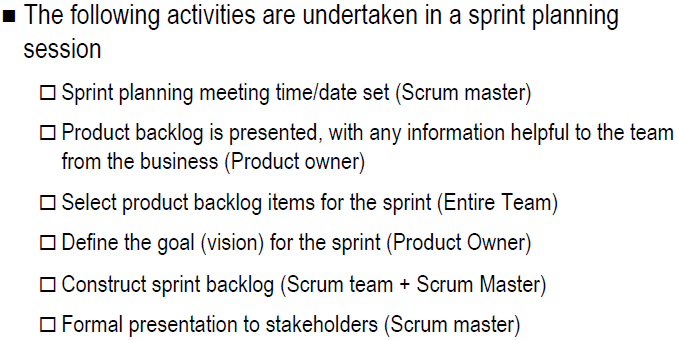 ■ The following activities are undertaken in a sprint planning
session
□ Sprint planning meeting time/date set (Scrum master)
□ Product backlog is presented, with any information helpful to the team
from the business (Product owner)
□ Select product backlog items for the sprint (Entire Team)
□ Define the goal (vision) for the sprint (Product Owner)
□ Construct sprint backlog (Scrum team + Scrum Master)
□ Formal presentation to stakeholders (Scrum master)